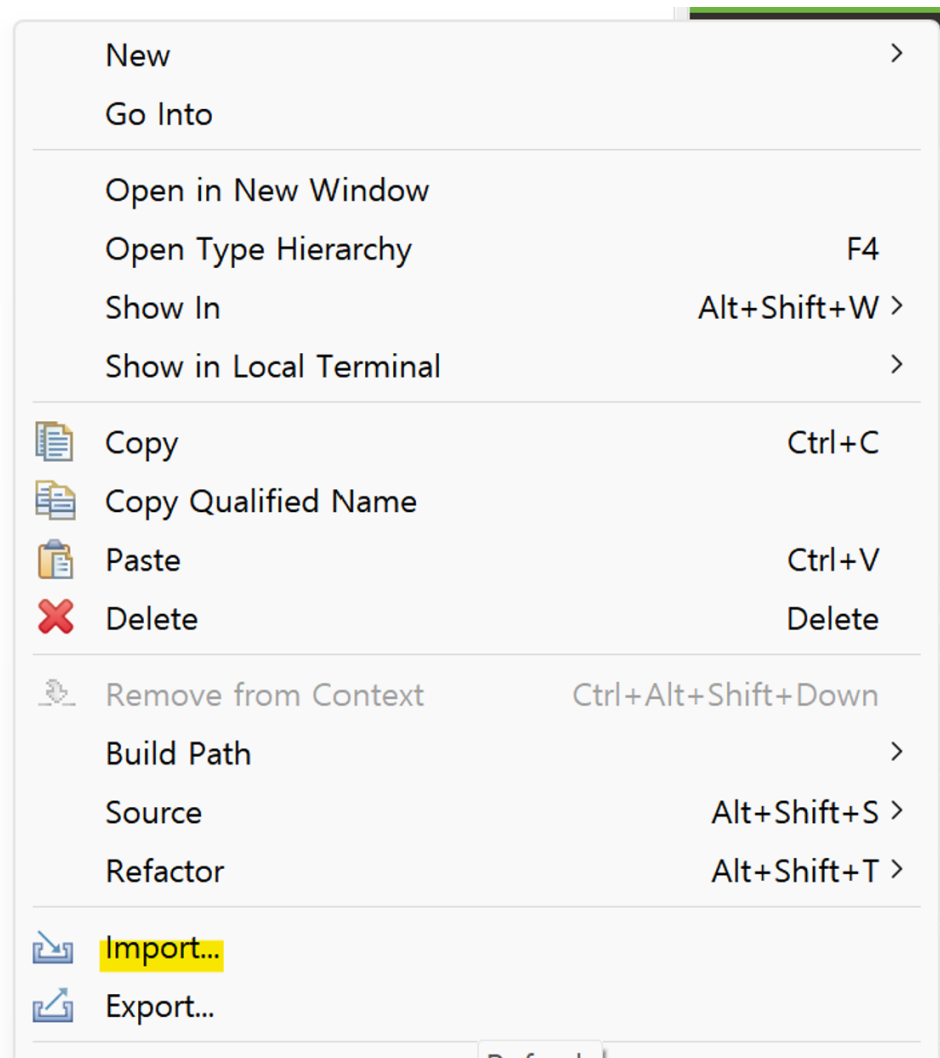 New
Go Into
Open in New Window
Open Type Hierarchy F4
Show In Alt+Shift+W
Show in Local Terminal
Copy Ctrl+C
Copy Qualified Name
Paste Ctrl+V
Delete Delete
Remove from Context Ctrl+Alt+Shift+Down
Build Path
Source Alt+Shift+S
Refactor Alt+Shift+T
Import...
Export...